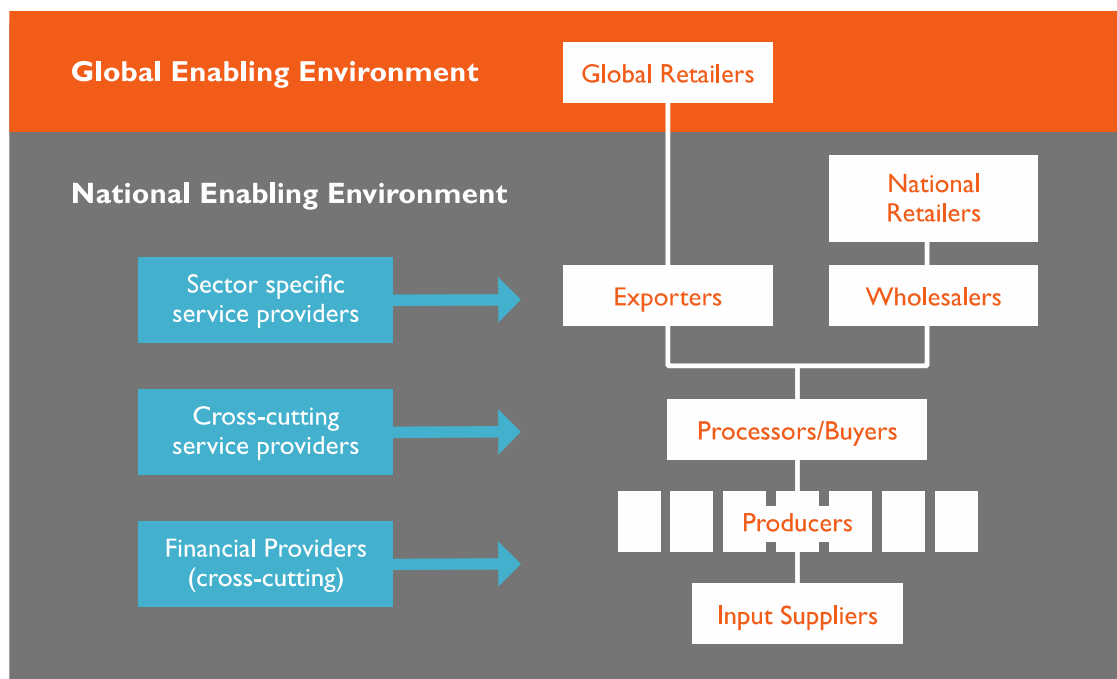 Global Enabling Environment
Global Retailers
National Enabling Environment
National
Retailers
Sector specific
service providers
Exporters
Wholesalers
Cross-cutting
service providers
Processors/Buyers
Producers
Financial Providers
(cross-cutting)
Input Suppliers